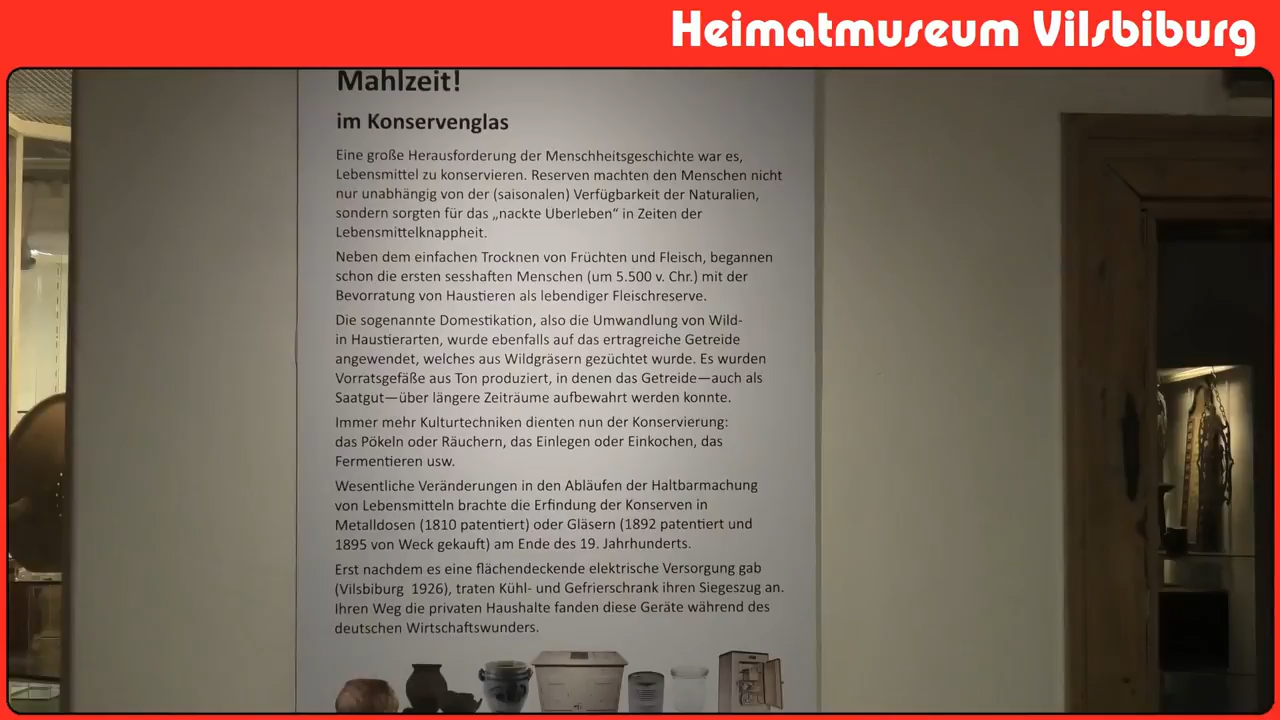 Heimatmuseum Vilsbiburg
Mahlzeit!
im Konservenglas
Eine große Herausforderung der Menschheitsgeschichte war es,
Lebensmittel zu konservieren. Reserven machten den Menschen nicht
nur unabhängig von der (saisonalen) Verfügbarkeit der Naturalien,
sondern sorgten für das „nackte Überleben“ in Zeiten der
Lebensmittelknappheit.
Neben dem einfachen Trocknen von Früchten und Fleisch, begannen
schon die ersten sesshaften Menschen (um 5.500 v. Chr.) mit der
Bevorratung von Haustieren als lebendiger Fleischreserve.
Die sogenannte Domestikation, also die Umwandlung von Wild-
in Haustierarten, wurde ebenfalls auf das ertragreiche Getreide
angewendet, welches aus Wildgräsern gezüchtet wurde. Es wurden
Vorratsgefäße aus Ton produziert, in denen das Getreide—auch als
Saatgut—über längere Zeiträume aufbewahrt werden konnte.
Immer mehr Kulturtechniken dienten nun der Konservierung:
das Pökeln oder Räuchern, das Einlegen oder Einkochen, das
Fermentieren usw.
Wesentliche Veränderungen in den Abläufen der Haltbarmachung
von Lebensmitteln brachte die Erfindung der Konserven in
Metalldosen (1810 patentiert) oder Gläsern (1892 patentiert und
1895 von Weck gekauft) am Ende des 19. Jahrhunderts.
Erst nachdem es eine flächendeckende elektrische Versorgung gab
(Vilsbiburg 1926), traten Kühl- und Gefrierschrank ihren Siegeszug an.
Ihren Weg die privaten Haushalte fanden diese Geräte während des
deutschen Wirtschaftswunders.